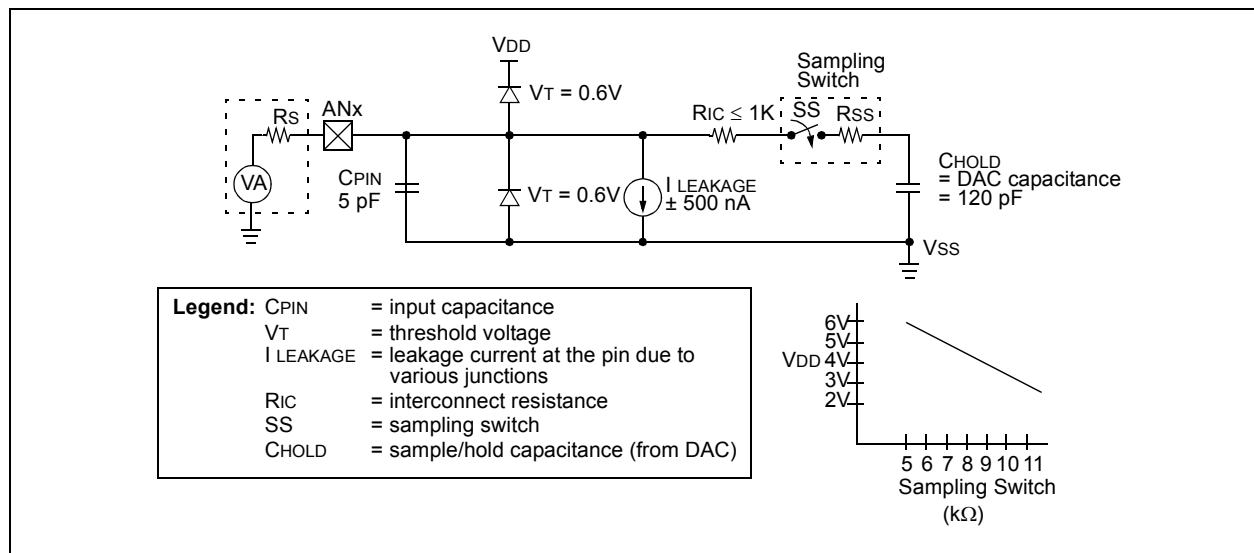 VDD
Sampling
Switch
VT = 0.6V
RS
ANx
RIC ≤ 1K
SS
RSS
VA
CPIN
5 pF
VT = 0.6V
I LEAKAGE
± 500 nA
CHOLD
= DAC capacitance
= 120 pF
VSS
Legend: CPIN = input capacitance
VT = threshold voltage
I LEAKAGE = leakage current at the pin due to
various junctions
RIC = interconnect resistance
SS = sampling switch
CHOLD = sample/hold capacitance (from DAC)
6V
5V
VDD 4V
3V
2V
5 6 7 8 9 10 11
Sampling Switch
(kΩ)